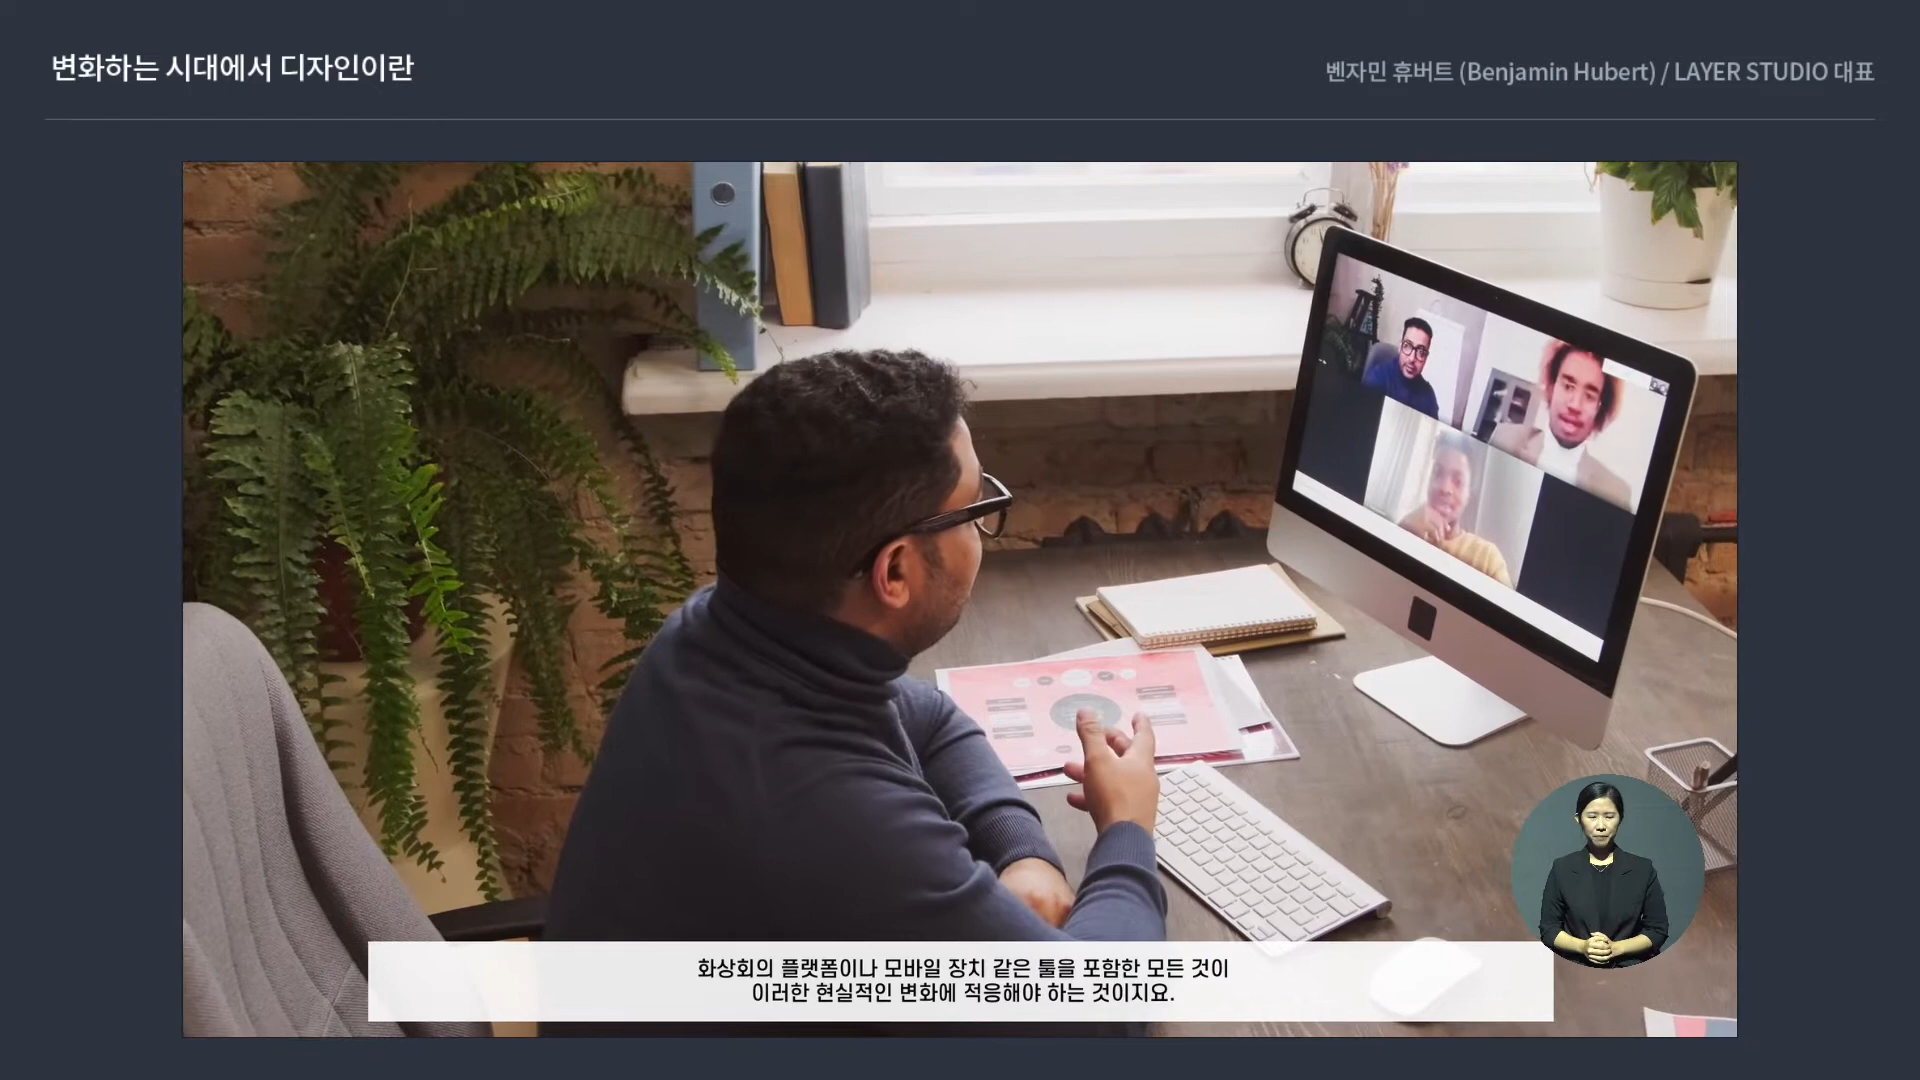 변화하는 시대에서 디자인이란
벤자민 휴버트 (Benjamin Hubert) / LAYER STUDIO 대표
화상회의 플랫폼이나 모바일 장치 같은 툴을 포함한 모든 것이
이러한 현실적인 변화에 적응해야 하는 것이지요.